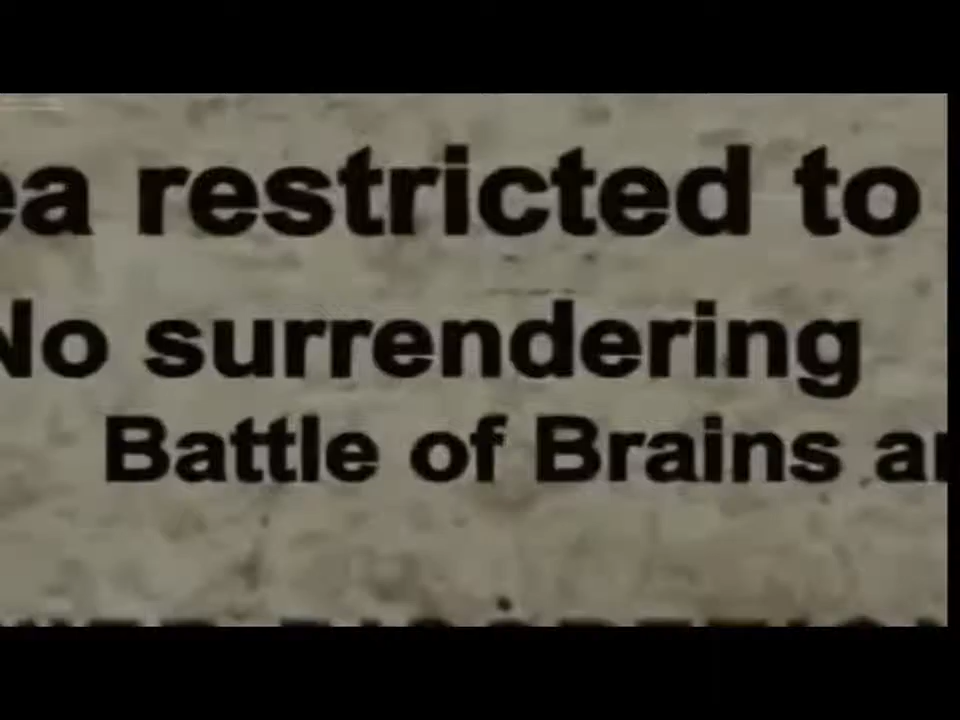 ea restricted to
No surrendering
Battle of Brains